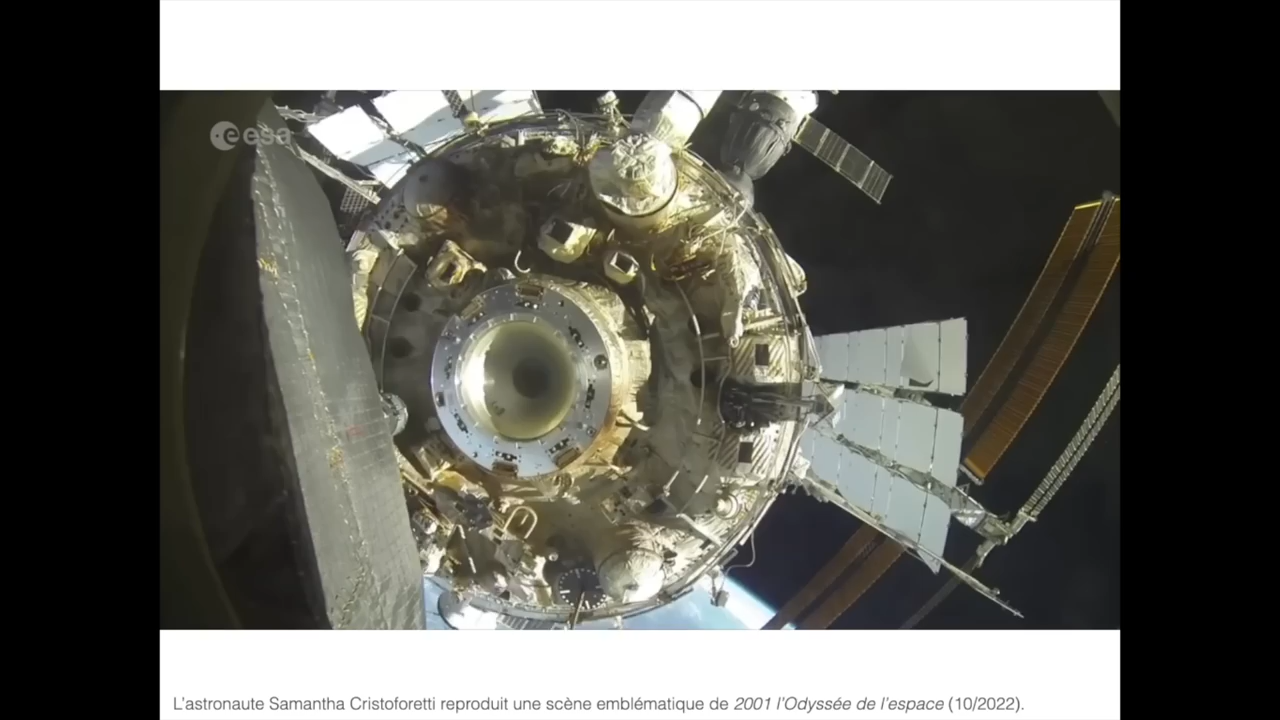 esa
L'astronaute Samantha Cristoforetti reproduit une scène emblématique de 2001 l'Odyssée de l'espace (10/2022).